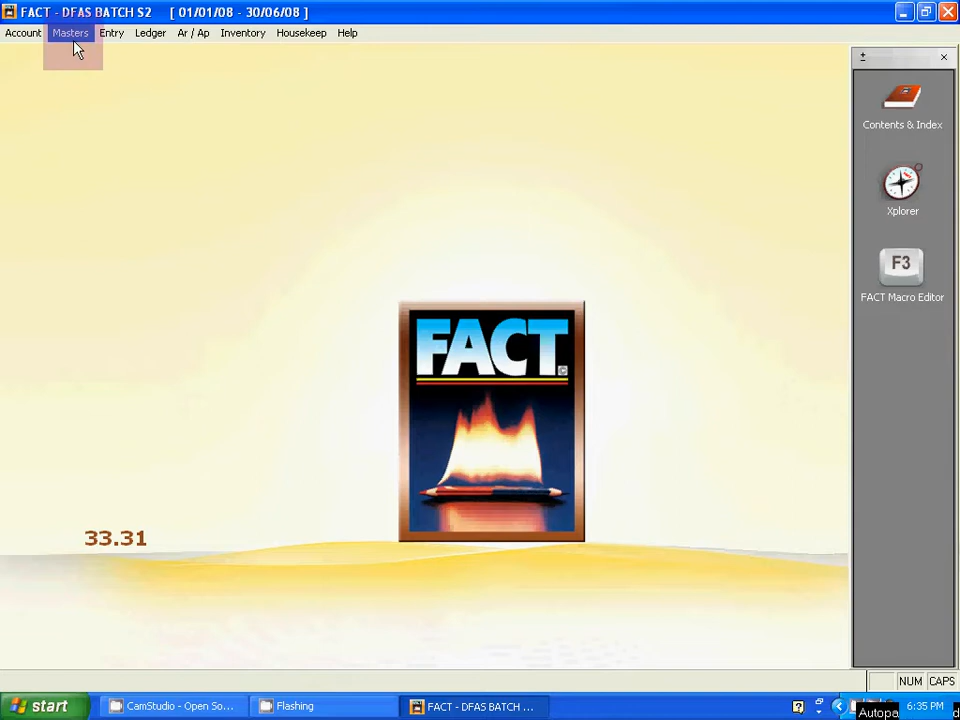 FACT - DFAS BATCH S2 [ 01/01/08 - 30/06/08 ]
Account Masters Entry Ledger Ar / Ap Inventory Housekeep Help
Contents & Index
Xplorer
F3
FACT Macro Editor
FACT
33.31
NUM CAPS
start CamStudio - Open So... Flashing FACT - DFAS BATCH ... 6:35 PM
Autopa